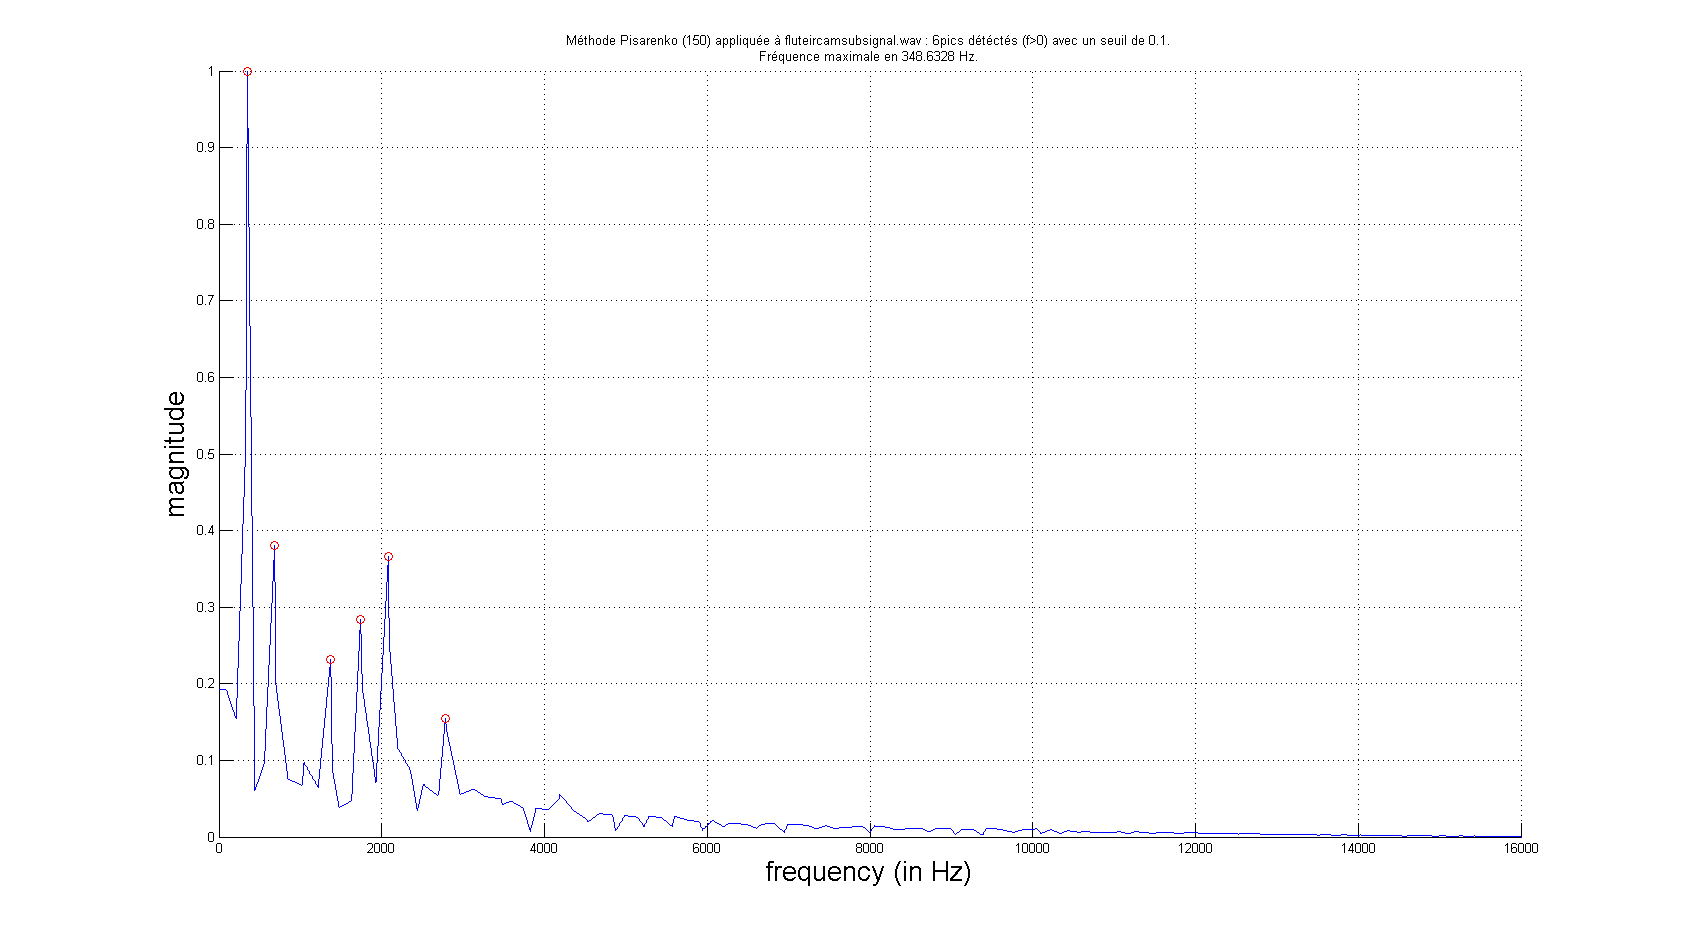 Méthode Pisarenko (150) appliquée à fluteircamsubsignal.wav : 6pics détéctés (f>0) avec un seuil de 0.1.
Fréquence maximale en 348.6328 Hz.
1
0.9
0.8
0.7
0.6
0.5
0.4
0.3
0.2
0.1
0
magnitude
0 2000 4000 6000 8000 10000 12000 14000 16000
frequency (in Hz)